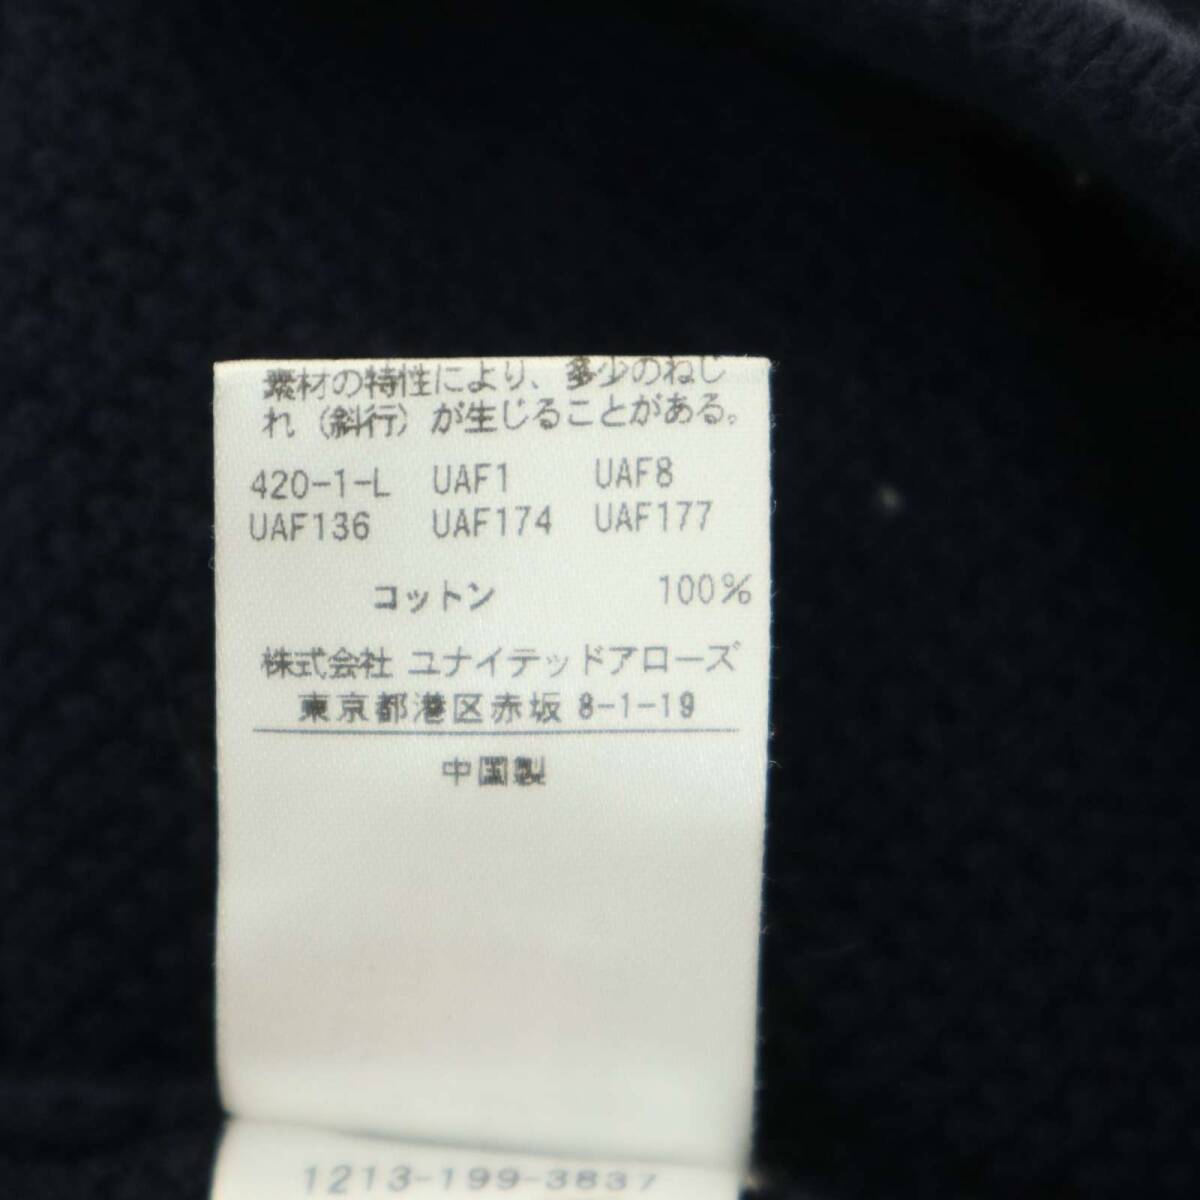 素材の特性により、多少のねじ
れ（斜行）が生じることがある。
420-1-L UAF1 UAF8
UAF136 UAF174 UAF177
コットン 100%
株式会社 ユナイテッドアローズ
東京都港区赤坂 8-1-19
中国製
1213-199-3837